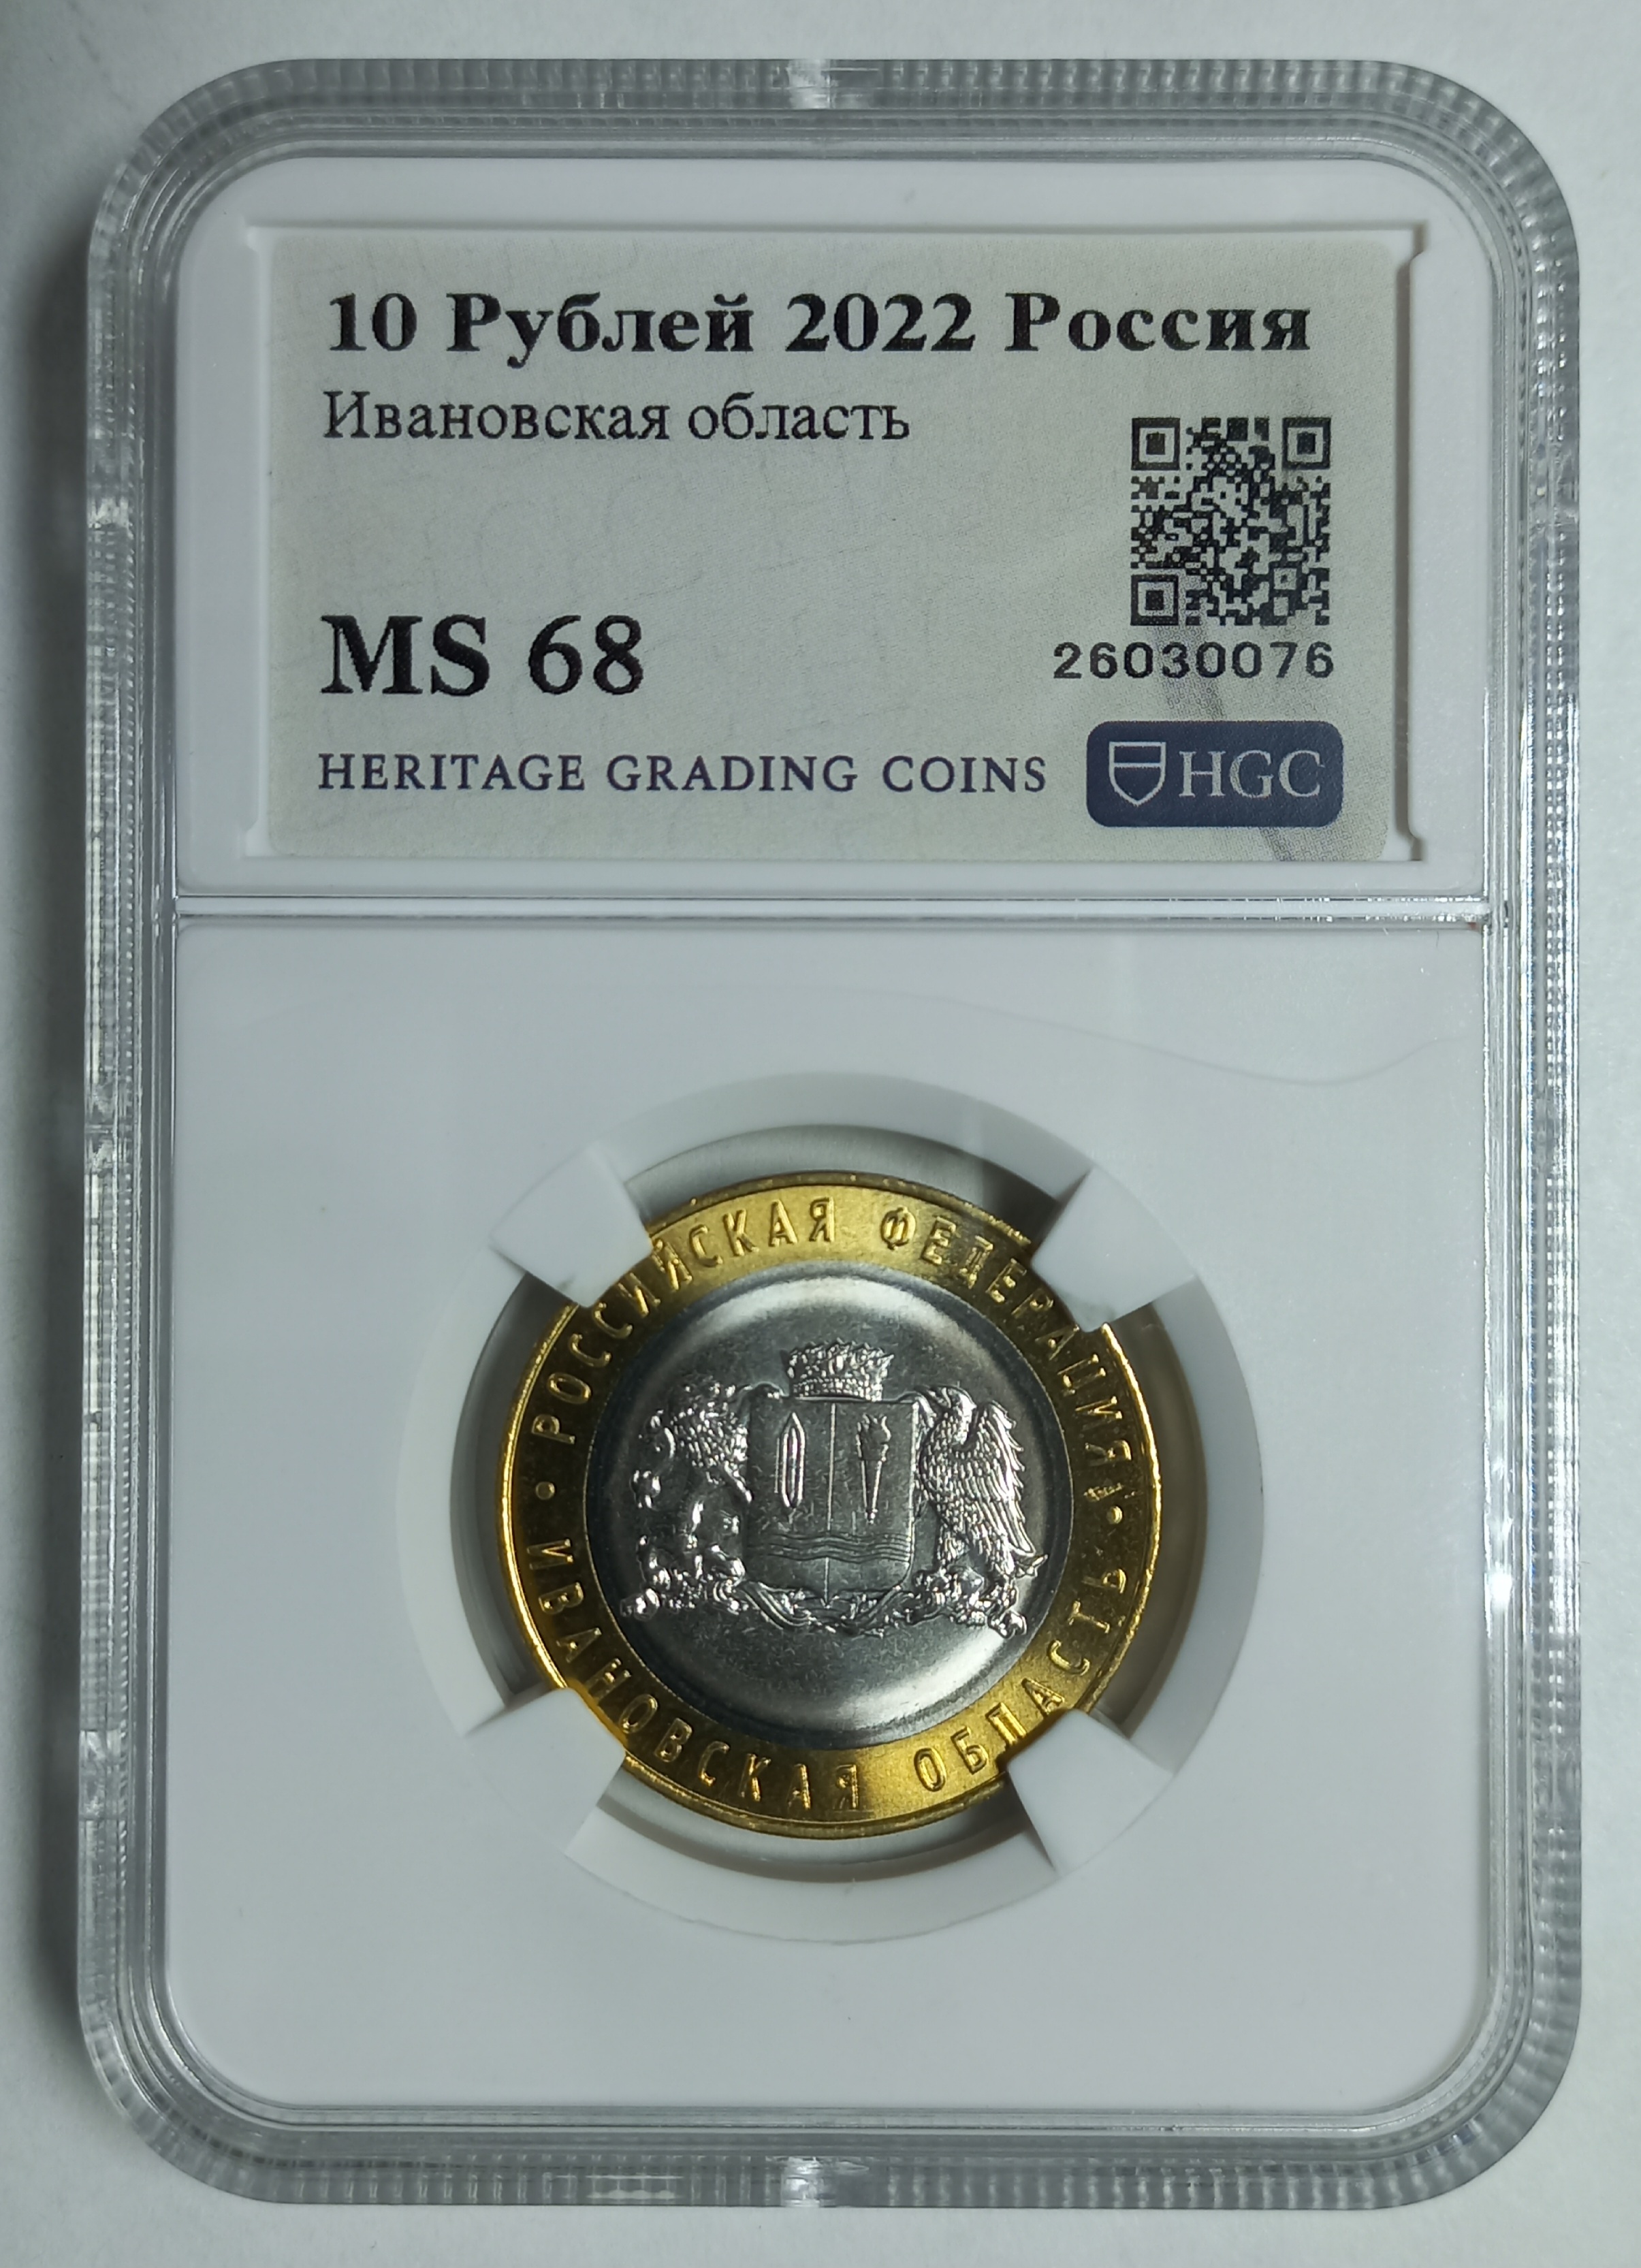 10 Рублей 2022 Россия
Ивановская область
MS 68
26030076
HERITAGE GRADING COINS
HGC
• РОССИЙСКАЯ ФЕДЕРАЦИЯ •
ИВАНОВСКАЯ ОБЛАСТЬ